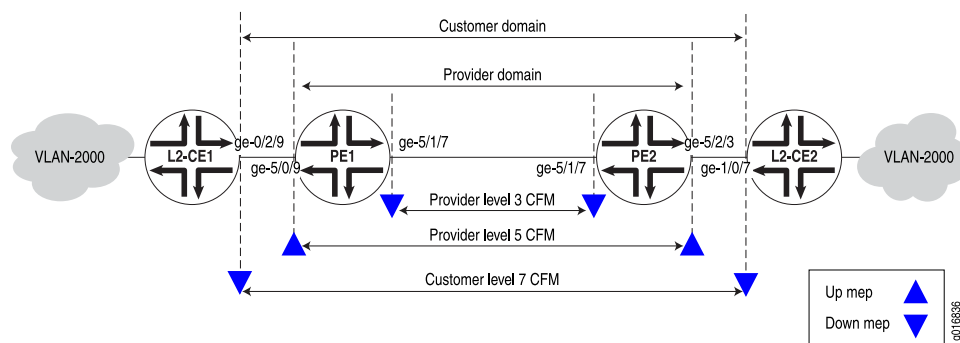 Customer domain
Provider domain
VLAN-2000
L2-CE1
ge-0/2/9
ge-5/0/9
PE1
ge-5/1/7
ge-5/1/7
PE2
ge-5/2/3
ge-1/0/7
L2-CE2
VLAN-2000
Provider level 3 CFM
Provider level 5 CFM
Customer level 7 CFM
Up mep
Down mep
g016836